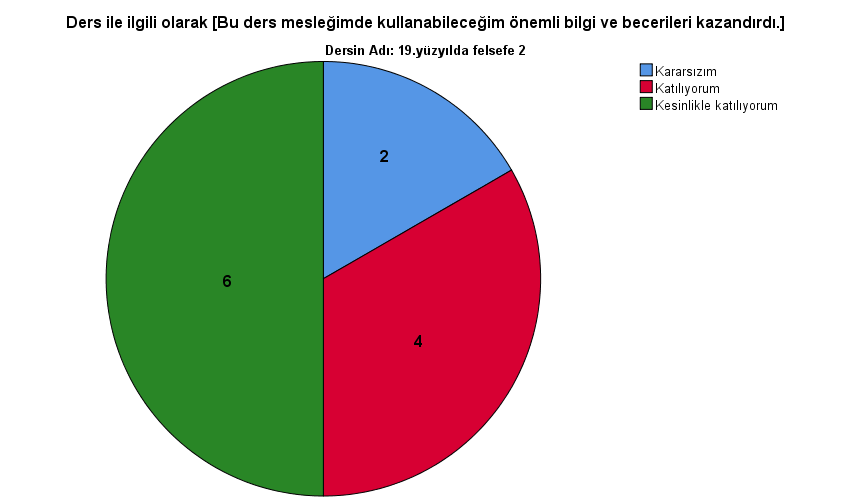 Ders ile ilgili olarak [Bu ders mesleğimde kullanabileceğim önemli bilgi ve becerileri kazandırdı.]
Dersin Adı: 19.yüzyılda felsefe 2
Kararsızım
Katılıyorum
Kesinlikle katılıyorum
2
6
4